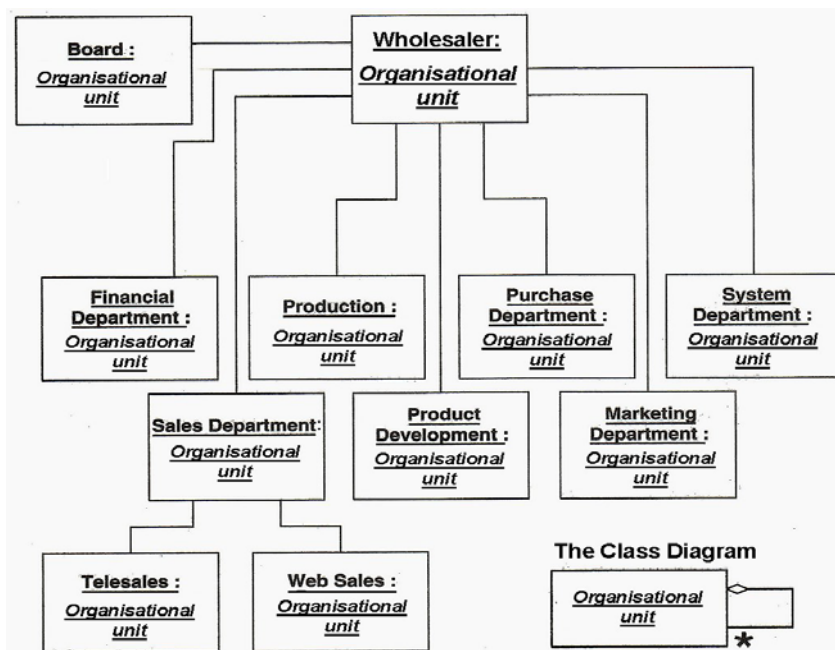 Board :
Organisational
unit
Wholesaler:
Organisational
unit
Financial
Department :
Organisational
unit
Production :
Organisational
unit
Purchase
Department :
Organisational
unit
System
Department :
Organisational
unit
Sales Department:
Organisational
unit
Product
Development :
Organisational
unit
Marketing
Department :
Organisational
unit
Telesales :
Organisational
unit
Web Sales :
Organisational
unit
The Class Diagram
Organisational
unit
*